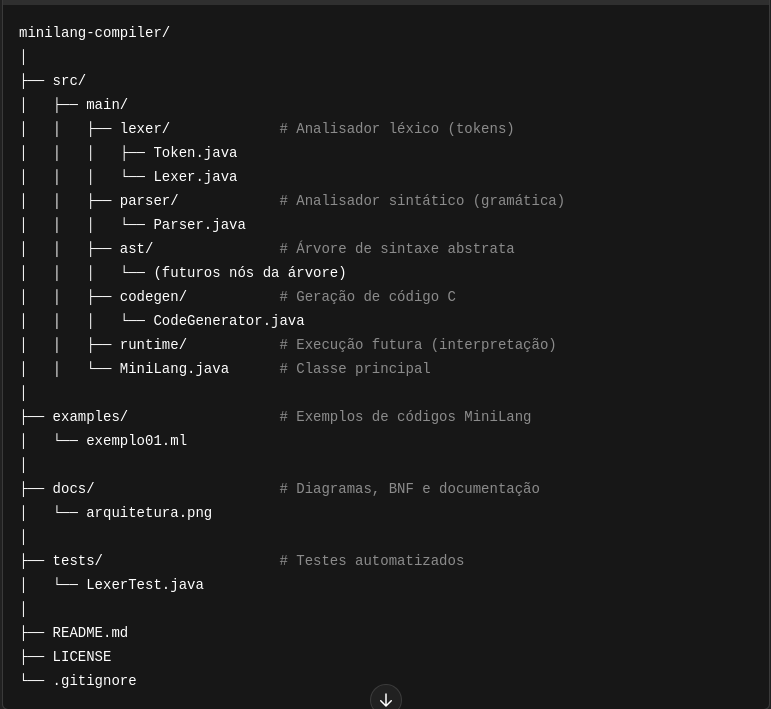 minilang-compiler/
│
├── src/
│   ├── main/
│   │   ├── lexer/             # Analisador léxico (tokens)
│   │   │   ├── Token.java
│   │   │   └── Lexer.java
│   │   ├── parser/            # Analisador sintático (gramática)
│   │   │   └── Parser.java
│   │   ├── ast/               # Árvore de sintaxe abstrata
│   │   │   └── (futuros nós da árvore)
│   │   ├── codegen/           # Geração de código C
│   │   │   └── CodeGenerator.java
│   │   ├── runtime/           # Execução futura (interpretação)
│   │   └── MiniLang.java      # Classe principal
│
├── examples/                  # Exemplos de códigos MiniLang
│   └── exemplo01.ml
│
├── docs/                      # Diagramas, BNF e documentação
│   └── arquitetura.png
│
├── tests/                     # Testes automatizados
│   └── LexerTest.java
│
├── README.md
├── LICENSE
└── .gitignore